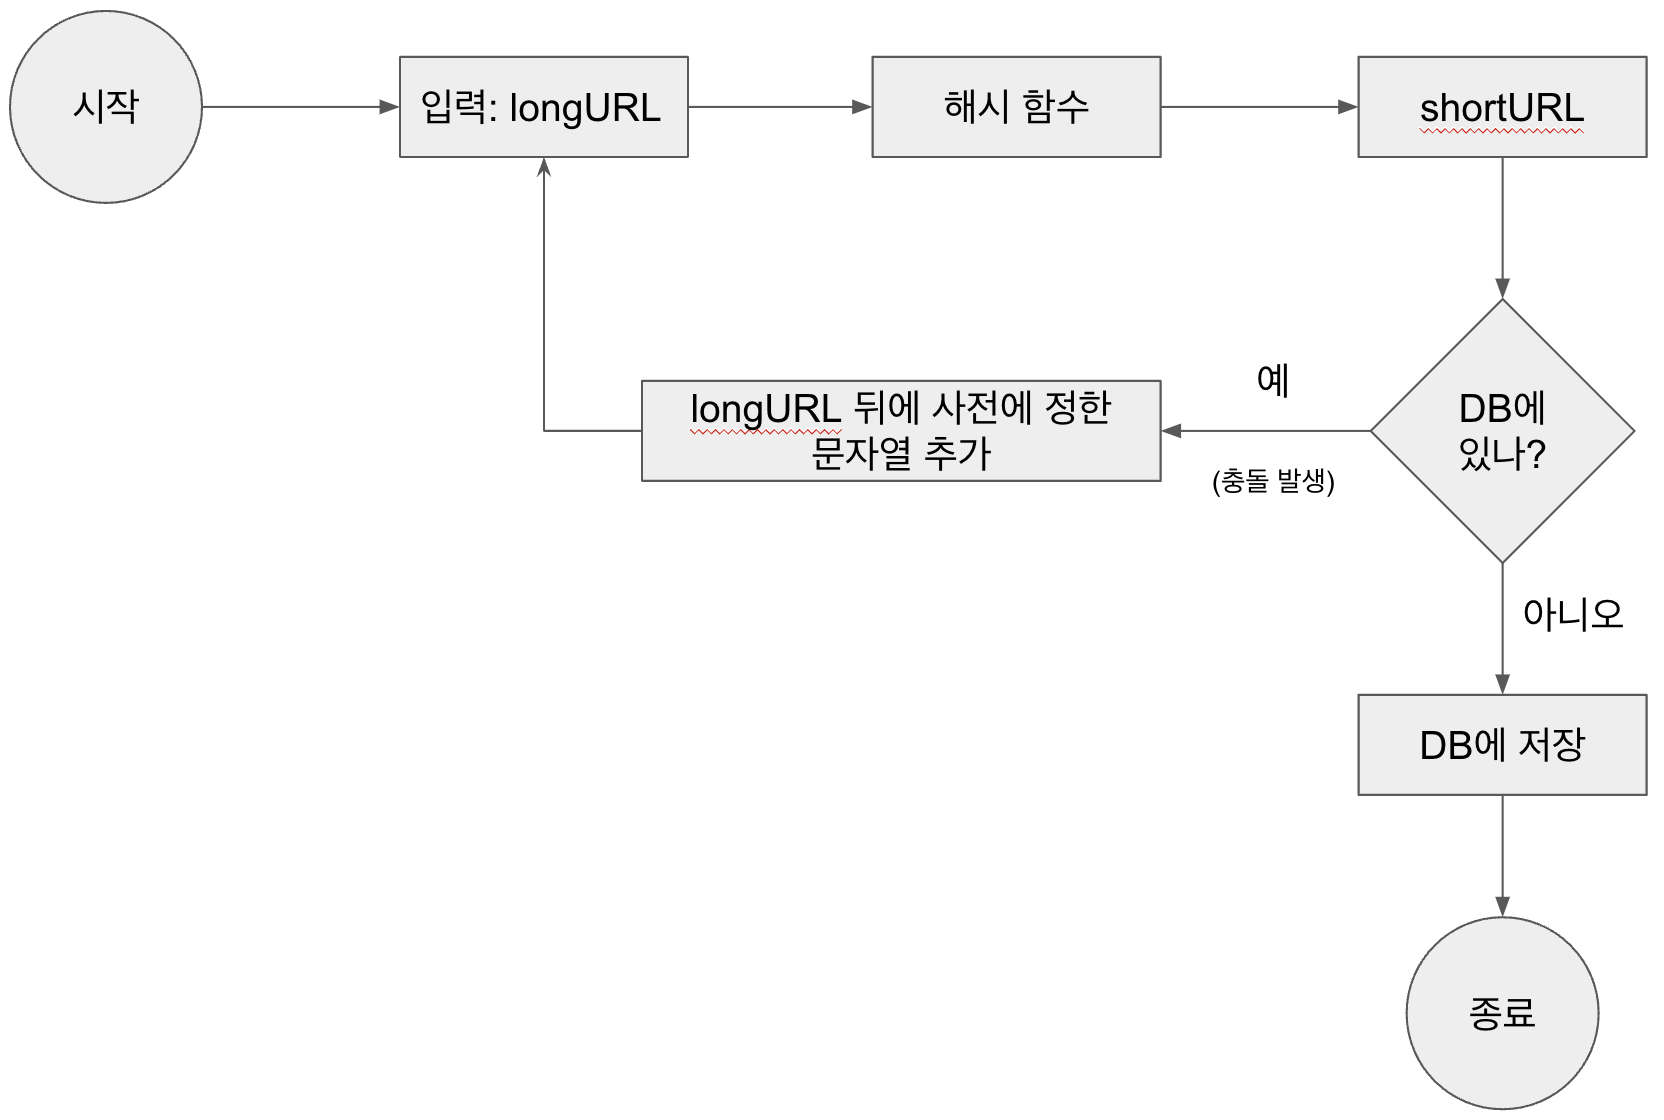 시작
입력: longURL
해시 함수
shortURL
예
longURL 뒤에 사전에 정한
문자열 추가
(충돌 발생)
DB에
있나?
아니오
DB에 저장
종료